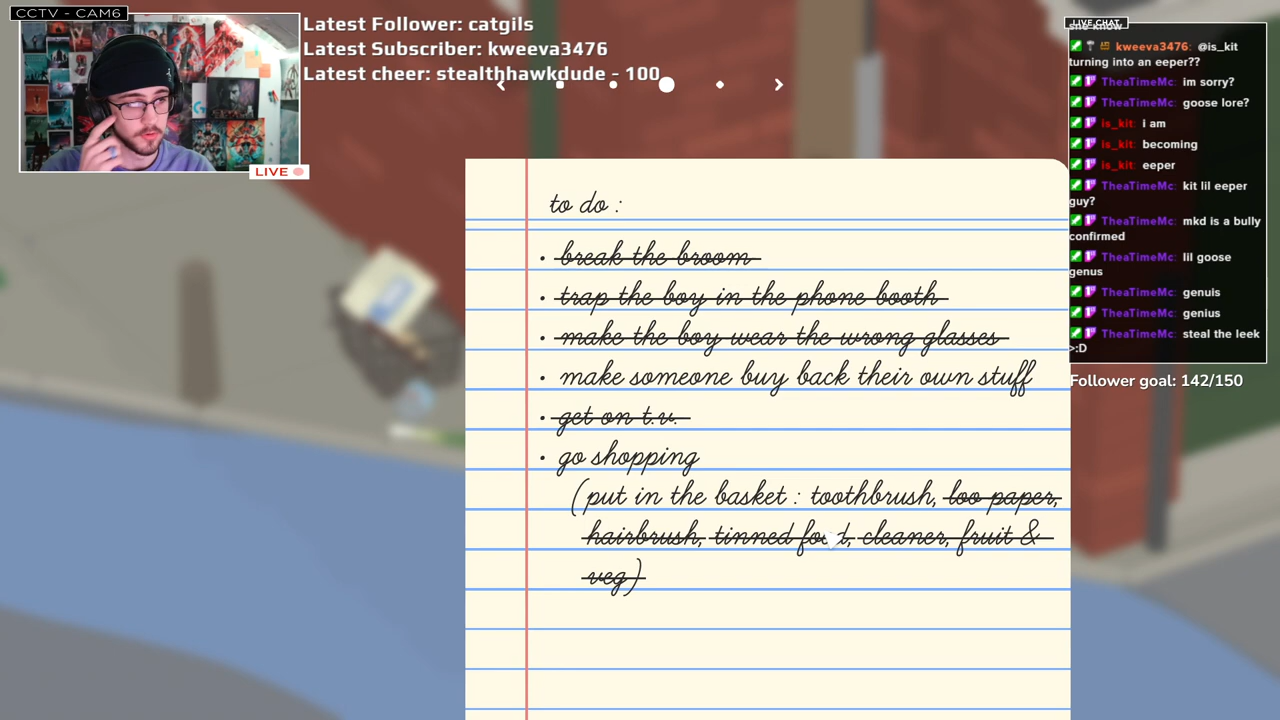 CCTV - CAM6
LIVE
Latest Follower: catgils
Latest Subscriber: kweeva3476
Latest cheer: stealthhawkdude - 100
to do :
• break the broom
• trap the boy in the phone booth
• make the boy wear the wrong glasses
• make someone buy back their own stuff
• get on t.v.
• go shopping
(put in the basket : toothbrush, loo paper,
hairbrush, tinned food, cleaner, fruit &
veg)
LIVE CHAT
she know
kweeva3476: @is_kit
turning into an eeper??
TheaTimeMc: im sorry?
TheaTimeMc: goose lore?
is_kit: i am
is_kit: becoming
is_kit: eeper
TheaTimeMc: kit lil eeper
guy?
TheaTimeMc: mkd is a bully
confirmed
TheaTimeMc: lil goose
genus
TheaTimeMc: genuis
TheaTimeMc: genius
TheaTimeMc: steal the leek
>:D
Follower goal: 142/150